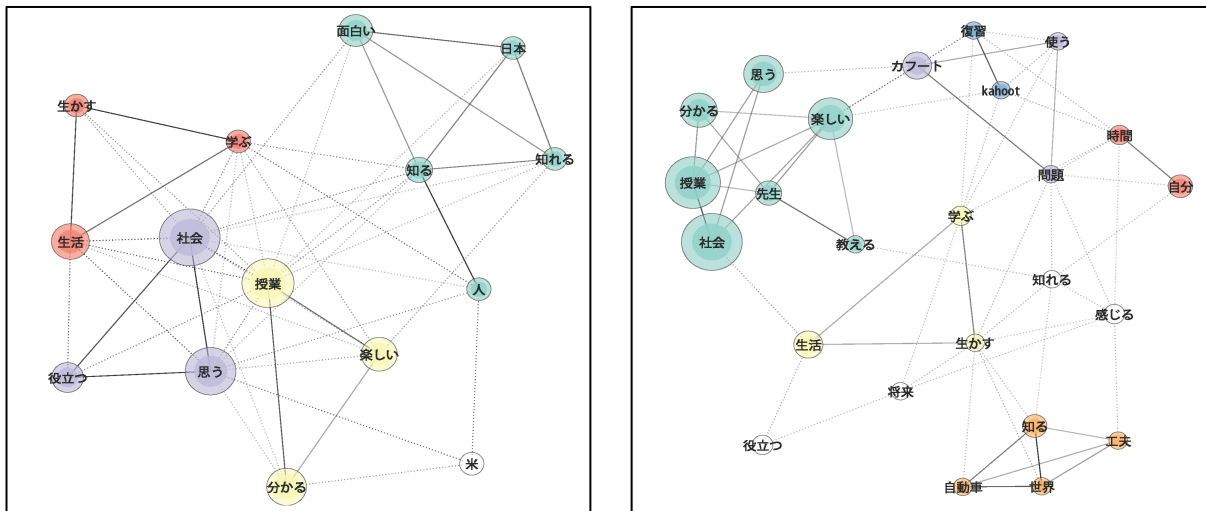 面白い
日本
生かす
学ぶ
知れる
知る
社会
生活
授業
人
楽しい
思う
役立つ
米
分かる
復習
使う
カフート
思う
kahoot
分かる
楽しい
時間
問題
授業
先生
自分
学ぶ
社会
教える
知れる
感じる
生活
生かす
将来
知る
役立つ
工夫
自動車
世界